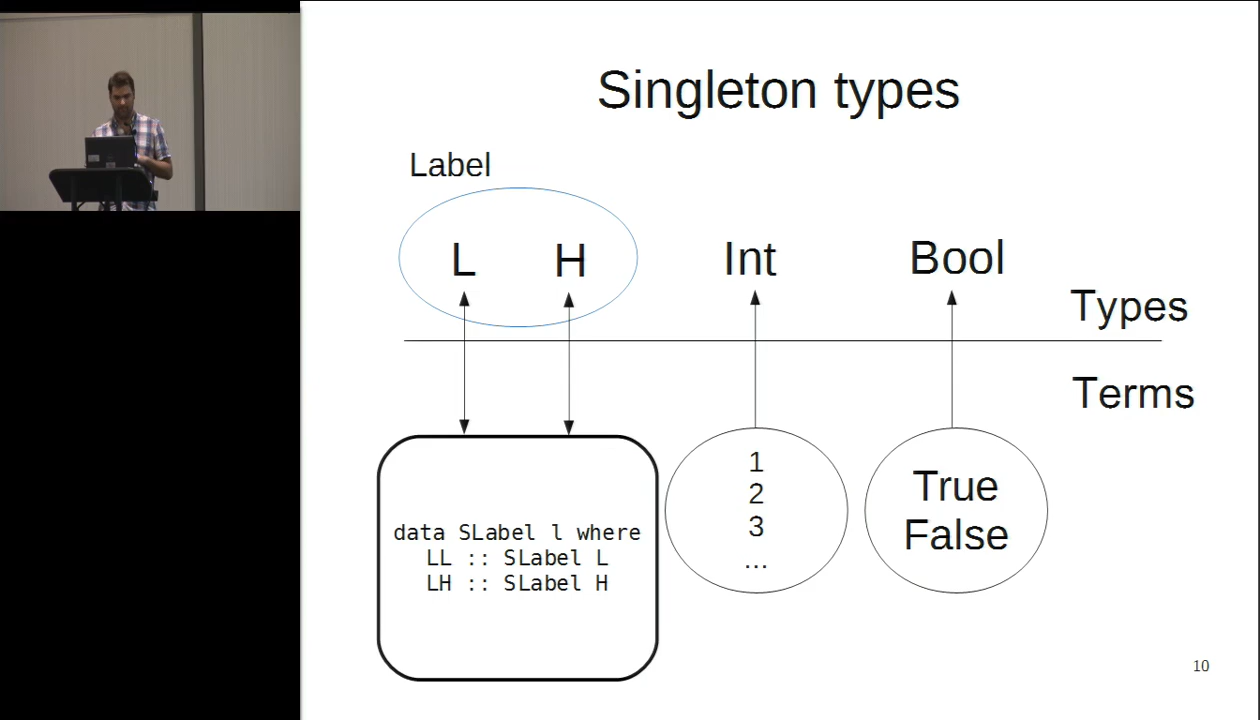 Singleton types
Label
L H Int Bool
Types
Terms
1
2
3
...
True
False
data SLabel l where
LL :: SLabel L
LH :: SLabel H
10